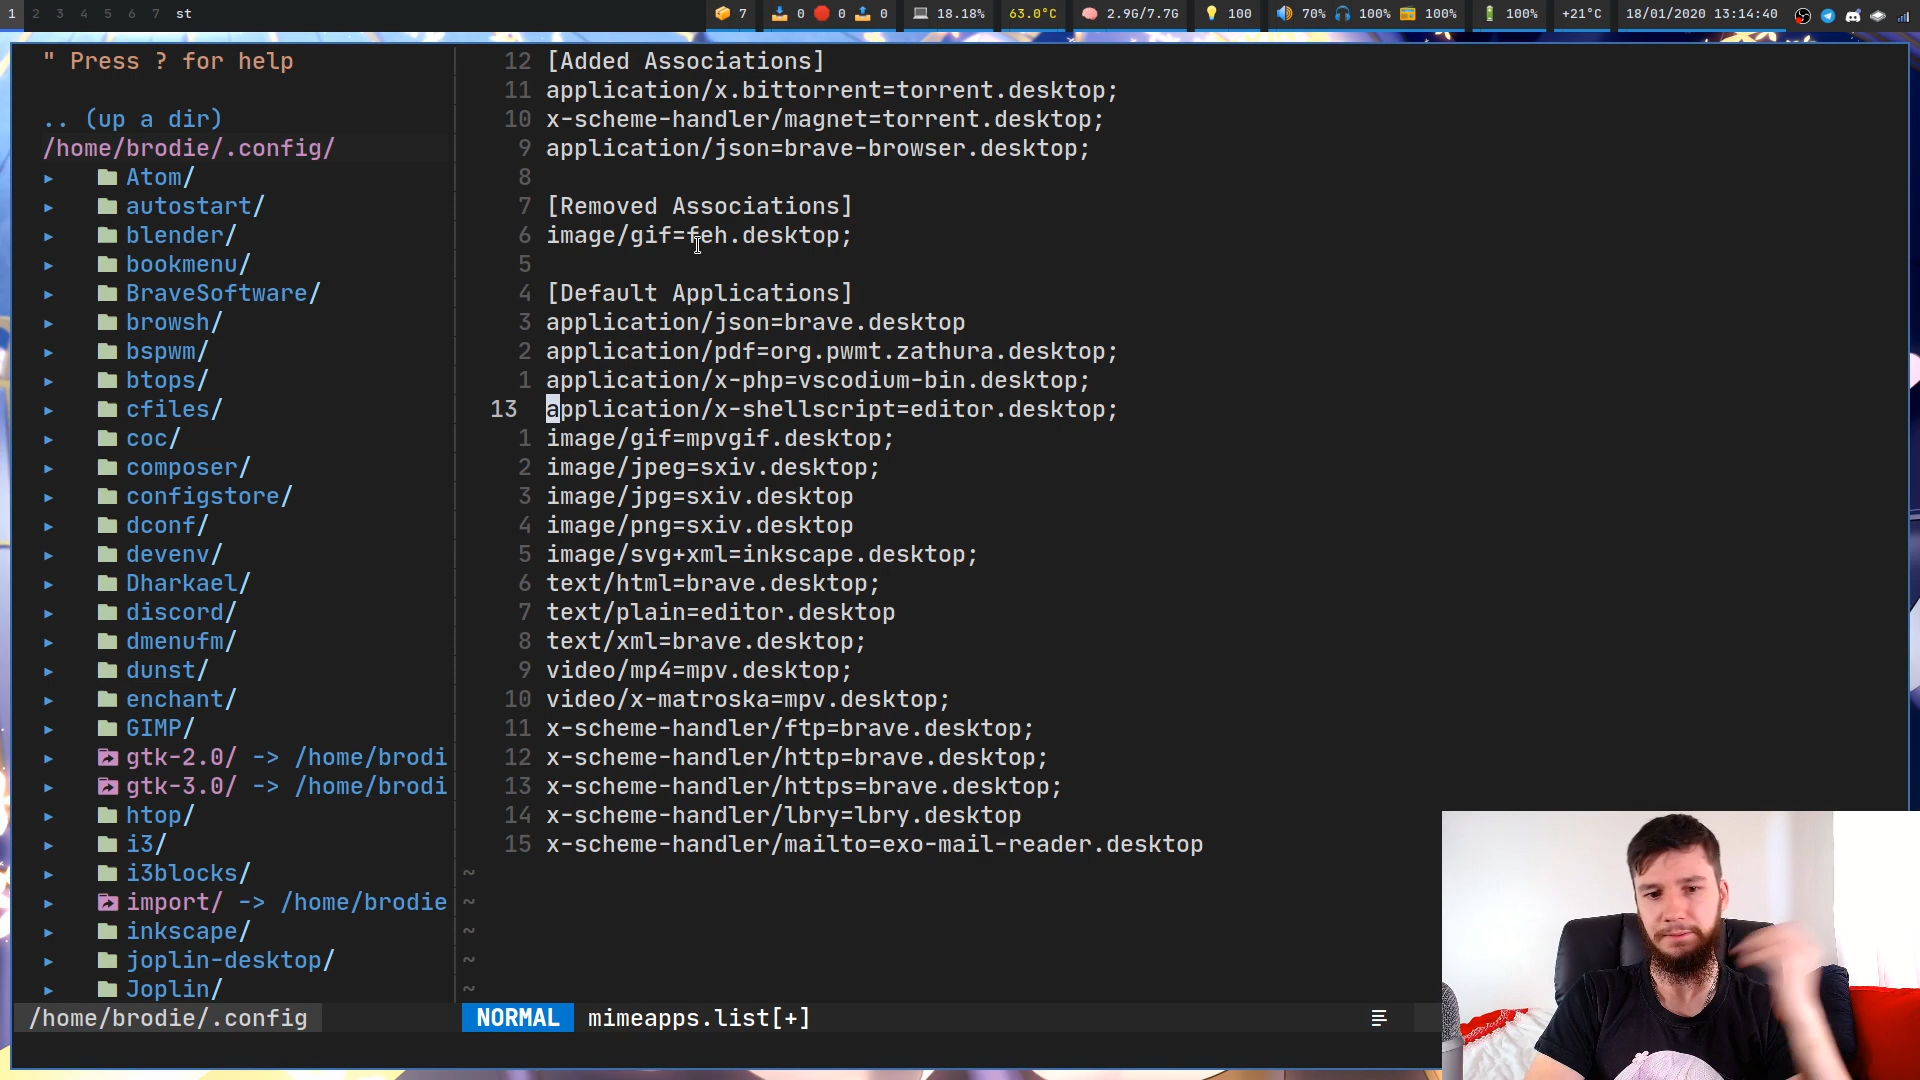 1 2 3 4 5 6 7 st 7 0 0 0 18.18% 63.0°C 2.9G/7.7G 100 70% 100% 100% 100% +21°C 18/01/2020 13:14:40
" Press ? for help
.. (up a dir)
/home/brodie/.config/
▸ Atom/
▸ autostart/
▸ blender/
▸ bookmenu/
▸ BraveSoftware/
▸ browsh/
▸ bspwm/
▸ btops/
▸ cfiles/
▸ coc/
▸ composer/
▸ configstore/
▸ dconf/
▸ devenv/
▸ Dharkael/
▸ discord/
▸ dmenufm/
▸ dunst/
▸ enchant/
▸ GIMP/
▸ gtk-2.0/ -> /home/brodi
▸ gtk-3.0/ -> /home/brodi
▸ htop/
▸ i3/
▸ i3blocks/
▸ import/ -> /home/brodie
▸ inkscape/
▸ joplin-desktop/
▸ Joplin/
/home/brodie/.config
12 [Added Associations]
11 application/x.bittorrent=torrent.desktop;
10 x-scheme-handler/magnet=torrent.desktop;
9 application/json=brave-browser.desktop;
8
7 [Removed Associations]
6 image/gif=feh.desktop;
5
4 [Default Applications]
3 application/json=brave.desktop
2 application/pdf=org.pwmt.zathura.desktop;
1 application/x-php=vscodium-bin.desktop;
13 application/x-shellscript=editor.desktop;
1 image/gif=mpvgif.desktop;
2 image/jpeg=sxiv.desktop;
3 image/jpg=sxiv.desktop
4 image/png=sxiv.desktop
5 image/svg+xml=inkscape.desktop;
6 text/html=brave.desktop;
7 text/plain=editor.desktop
8 text/xml=brave.desktop;
9 video/mp4=mpv.desktop;
10 video/x-matroska=mpv.desktop;
11 x-scheme-handler/ftp=brave.desktop;
12 x-scheme-handler/http=brave.desktop;
13 x-scheme-handler/https=brave.desktop;
14 x-scheme-handler/lbry=lbry.desktop
15 x-scheme-handler/mailto=exo-mail-reader.desktop
~
~
~
~
~
NORMAL mimeapps.list[+]